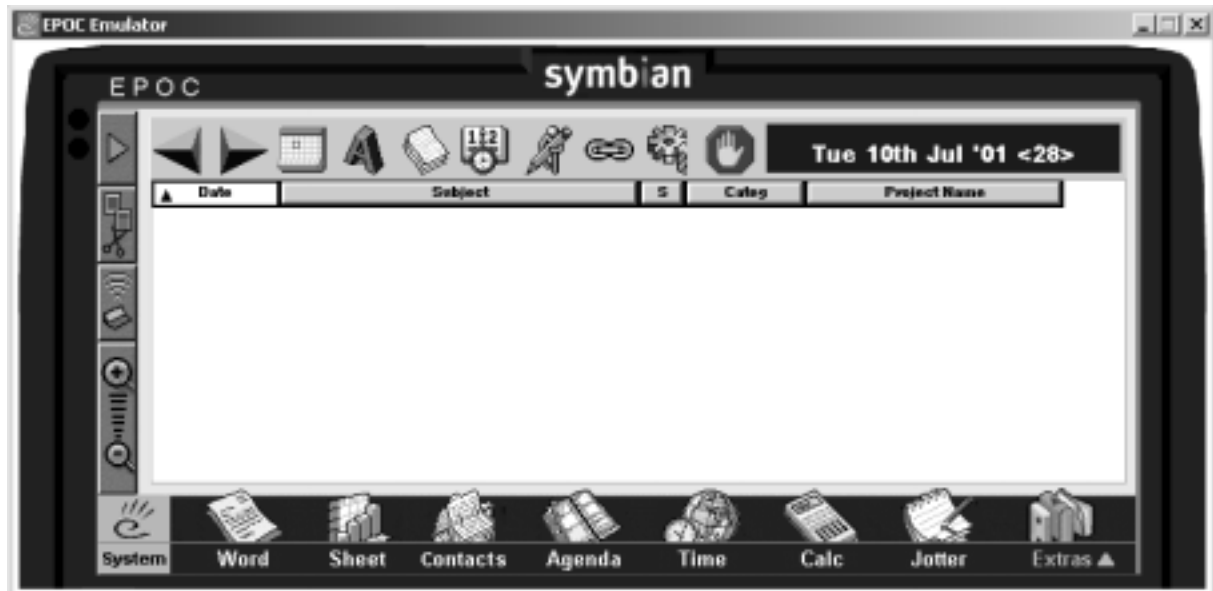 EPOC Emulator
symbian
EPOC
112
Tue 10th Jul '01 <28>
Date Subject S Categ Project Name
System Word Sheet Contacts Agenda Time Calc Jotter Extras